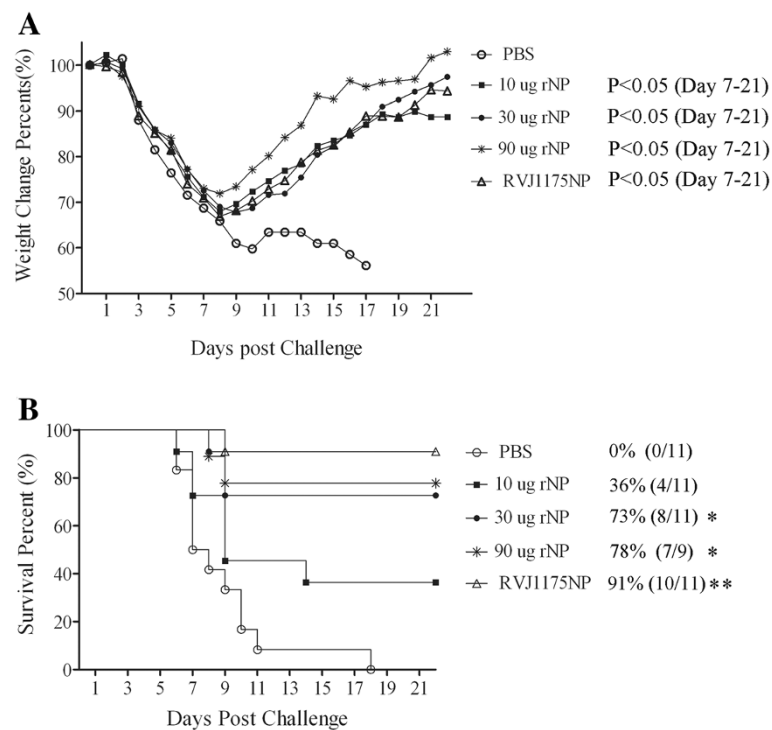 A
Weight Change Percents(%)
100
90
80
70
60
50
1 3 5 7 9 11 13 15 17 19 21
Days post Challenge
PBS
10 ug rNP P<0.05 (Day 7-21)
30 ug rNP P<0.05 (Day 7-21)
90 ug rNP P<0.05 (Day 7-21)
RVJ1175NP P<0.05 (Day 7-21)
B
Survival Percent (%)
100
80
60
40
20
0
1 3 5 7 9 11 13 15 17 19 21
Days Post Challenge
PBS 0% (0/11)
10 ug rNP 36% (4/11)
30 ug rNP 73% (8/11) *
90 ug rNP 78% (7/9) *
RVJ1175NP 91% (10/11) **